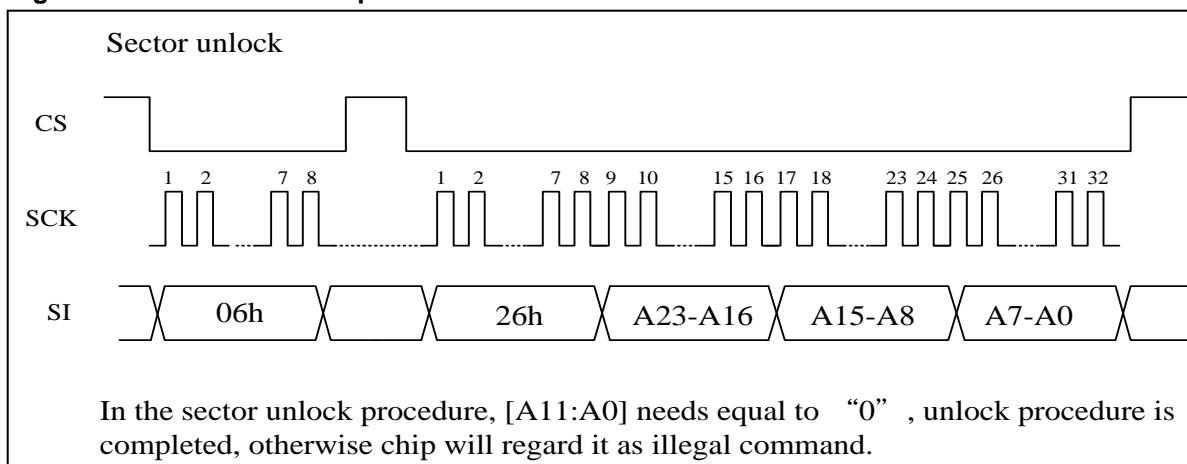 Sector unlock
CS
1 2 7 8 1 2 7 8 9 10 15 16 17 18 23 24 25 26 31 32
SCK
SI 06h 26h A23-A16 A15-A8 A7-A0
In the sector unlock procedure, [A11:A0] needs equal to “0”, unlock procedure is
completed, otherwise chip will regard it as illegal command.